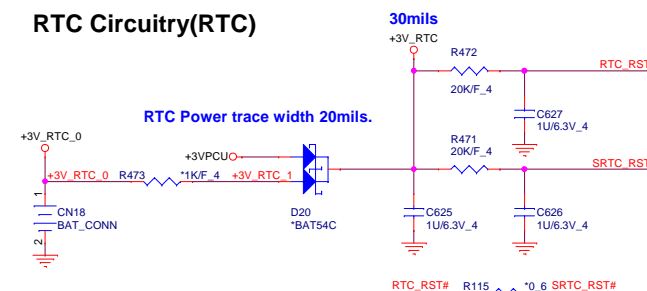 RTC Circuitry(RTC)
30mils
+3V_RTC
R472
RTC_RST
20K/F_4
RTC Power trace width 20mils.
C627
1U/6.3V_4
+3V_RTC_0
R471
20K/F_4
+3VPCU
SRTC_RST
+3V_RTC_0
R473
*1K/F_4
+3V_RTC_1
1
CN18
BAT_CONN
2
D20
*BAT54C
C625
1U/6.3V_4
C626
1U/6.3V_4
RTC_RST#
R115
*0_6
SRTC_RST#